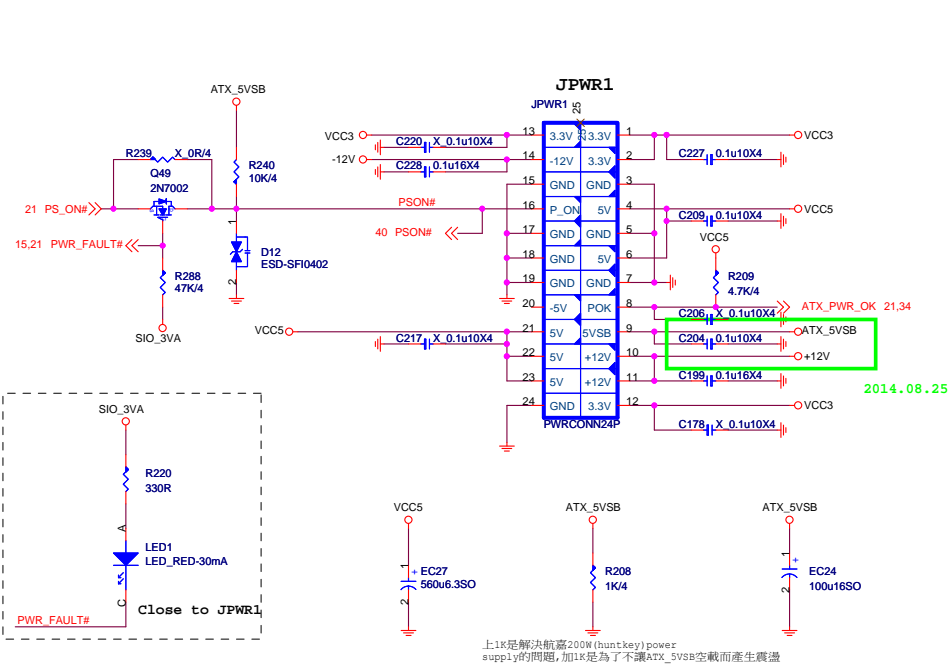 JPWR1
ATX_5VSB
JPWR1
25
25
VCC3
13
3.3V
3.3V
1
VCC3
C220
X_0.1u10X4
R239
X_0R/4
-12V
14
-12V
3.3V
2
C227
0.1u10X4
C228
0.1u16X4
R240
10K/4
Q49
2N7002
15
GND
GND
3
21
PS_ON#
PSON#
16
P_ON
5V
4
VCC5
C209
0.1u10X4
1
40
PSON#
17
GND
GND
5
15,21
PWR_FAULT#
VCC5
D12
ESD-SFI0402
18
GND
5V
6
R288
47K/4
2
19
GND
GND
7
R209
4.7K/4
20
-5V
POK
8
ATX_PWR_OK
21,34
C206
X_0.1u10X4
SIO_3VA
VCC5
21
5V
5VSB
9
ATX_5VSB
C217
X_0.1u10X4
C204
0.1u10X4
22
5V
+12V
10
+12V
23
5V
+12V
11
C199
0.1u16X4
2014.08.25
24
GND
3.3V
12
VCC3
PWRCONN24P
C178
X_0.1u10X4
SIO_3VA
R220
330R
A
LED1
LED_RED-30mA
C
Close to JPWR1
PWR_FAULT#
VCC5
1
+
EC27
560u6.3SO
2
ATX_5VSB
R208
1K/4
ATX_5VSB
1
+
EC24
100u16SO
2
上1K是解決航嘉200W(huntkey)power
supply的問題,加1K是為了不讓ATX_5VSB空載而產生震盪